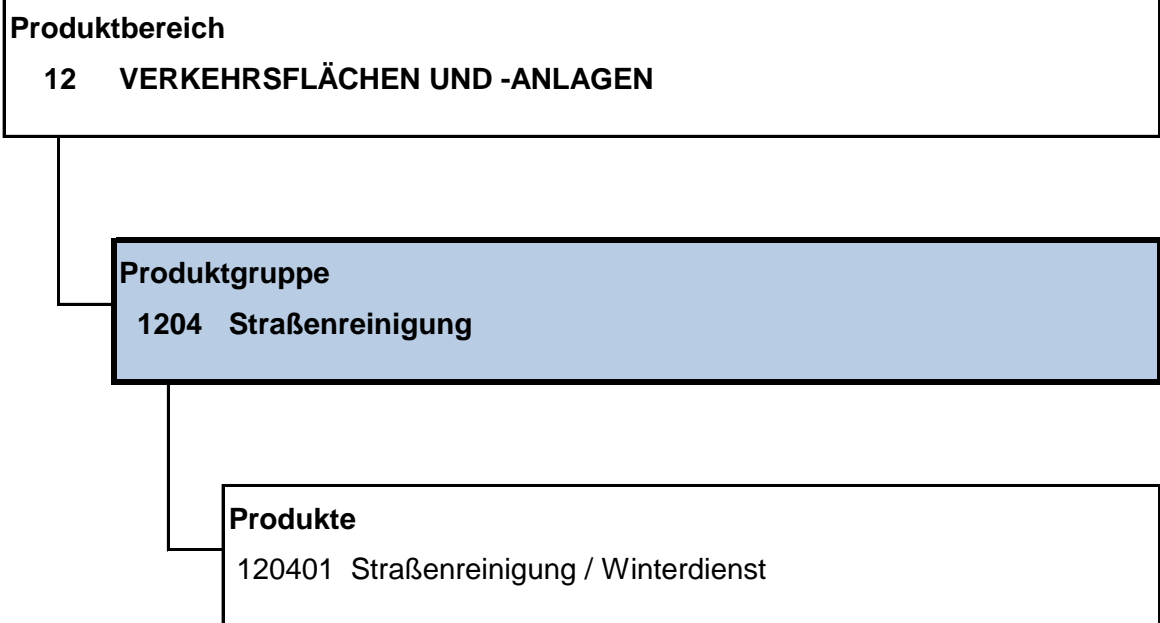 Produktbereich
12 VERKEHRSFLÄCHEN UND -ANLAGEN
Produktgruppe
1204 Straßenreinigung
Produkte
120401 Straßenreinigung / Winterdienst